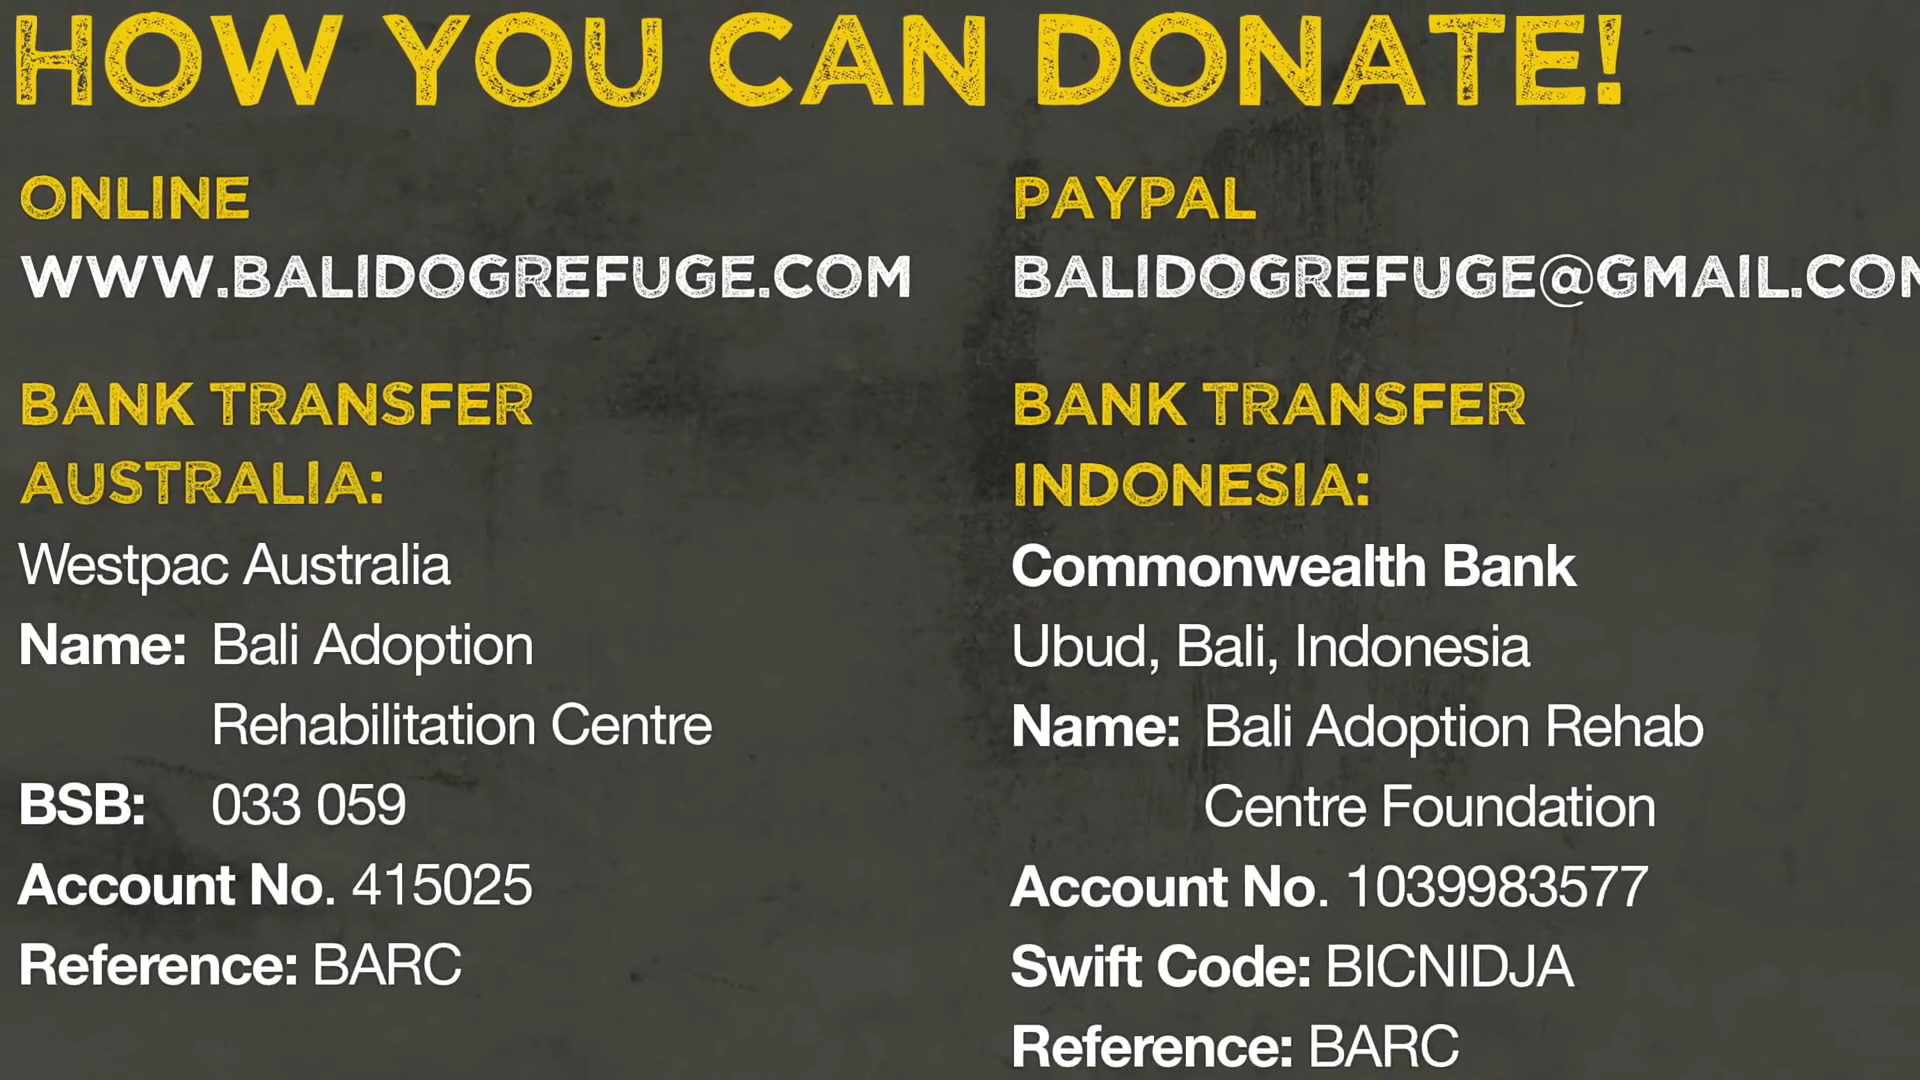 HOW YOU CAN DONATE!
ONLINE
WWW.BALIDOGREFUGE.COM
BANK TRANSFER
AUSTRALIA:
Westpac Australia
Name: Bali Adoption
Rehabilitation Centre
BSB: 033 059
Account No. 415025
Reference: BARC
PAYPAL
BALIDOGREFUGE@GMAIL.COM
BANK TRANSFER
INDONESIA:
Commonwealth Bank
Ubud, Bali, Indonesia
Name: Bali Adoption Rehab
Centre Foundation
Account No. 1039983577
Swift Code: BICNIDJA
Reference: BARC